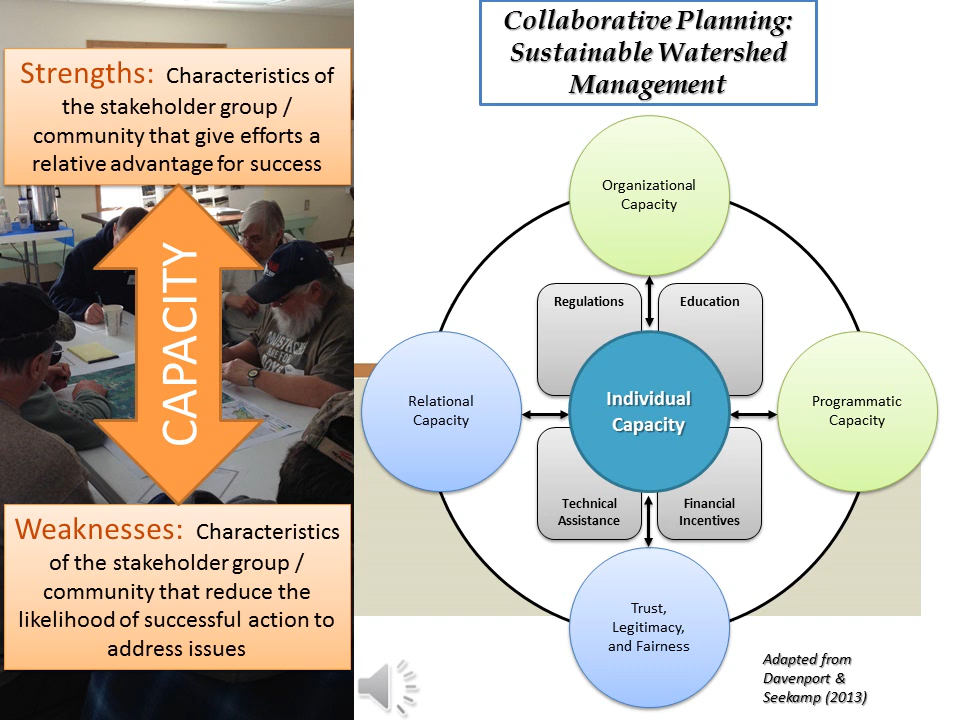 Collaborative Planning:
Sustainable Watershed
Management
Strengths: Characteristics of
the stakeholder group /
community that give efforts a
relative advantage for success
CAPACITY
Weaknesses: Characteristics
of the stakeholder group /
community that reduce the
likelihood of successful action to
address issues
Organizational
Capacity
Regulations
Education
Relational
Capacity
Individual
Capacity
Programmatic
Capacity
Technical
Assistance
Financial
Incentives
Trust,
Legitimacy,
and Fairness
Adapted from
Davenport &
Seekamp (2013)